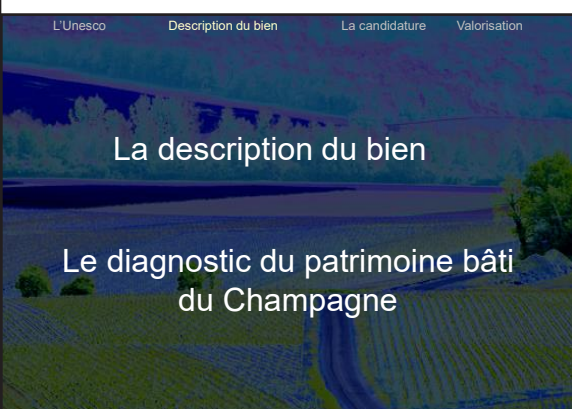 L'Unesco Description du bien La candidature Valorisation
La description du bien
Le diagnostic du patrimoine bâti
du Champagne